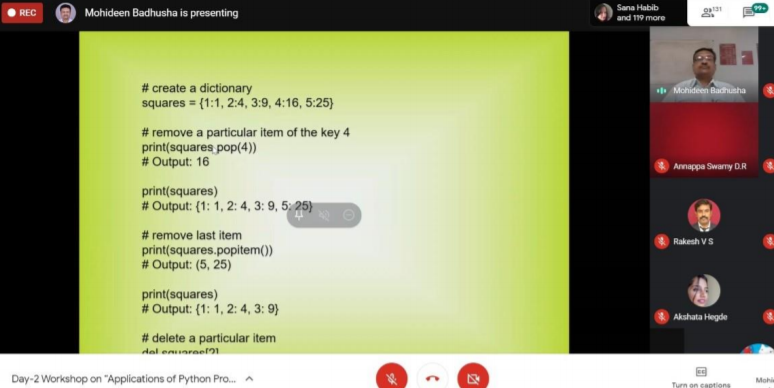 REC
Mohideen Badhusha is presenting
Sana Habib
and 119 more
131
99+
# create a dictionary
squares = {1:1, 2:4, 3:9, 4:16, 5:25}
# remove a particular item of the key 4
print(squares.pop(4))
# Output: 16
print(squares)
# Output: {1: 1, 2: 4, 3: 9, 5: 25}
# remove last item
print(squares.popitem())
# Output: (5, 25)
print(squares)
# Output: {1: 1, 2: 4, 3: 9}
# delete a particular item
del squares[2]
Mohideen Badhusha
Annappa Swamy D.R
Rakesh V S
Akshata Hegde
Day-2 Workshop on "Applications of Python Pro...
Turn on captions
Mohi